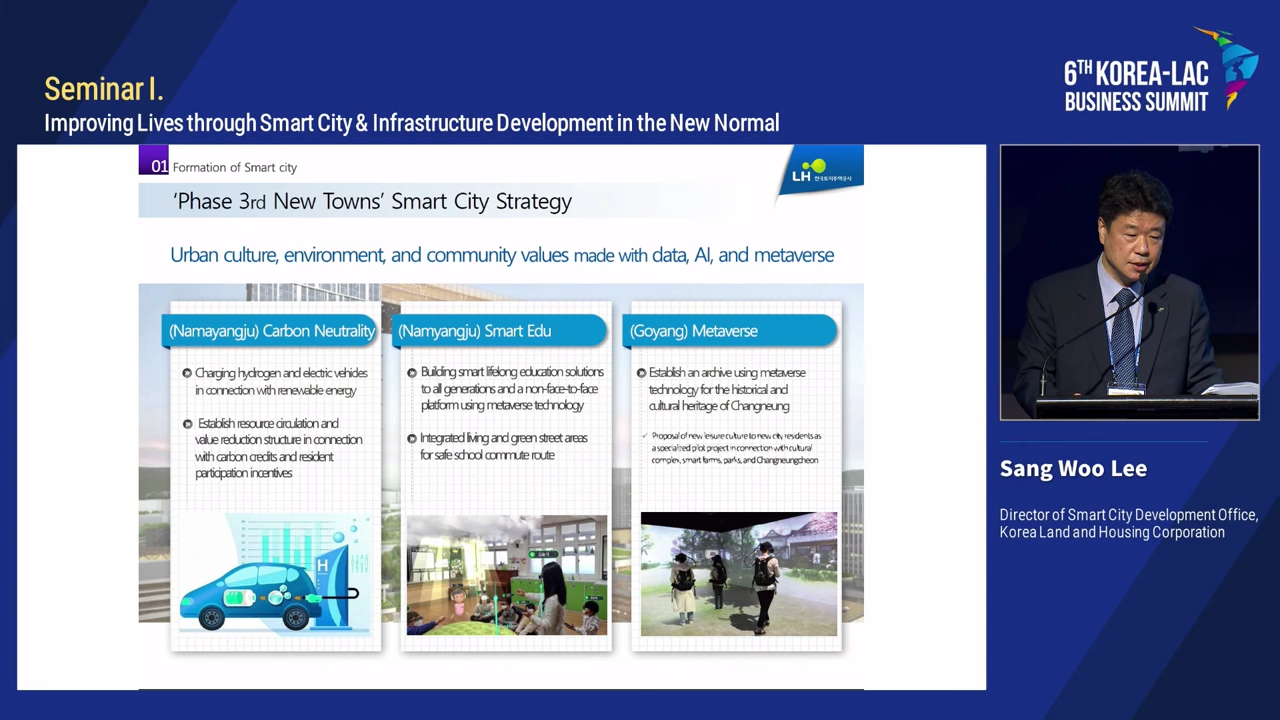 Seminar I.
Improving Lives through Smart City & Infrastructure Development in the New Normal
6TH KOREA-LAC
BUSINESS SUMMIT
01 Formation of Smart city
LH 한국토지주택공사
‘Phase 3rd New Towns’ Smart City Strategy
Urban culture, environment, and community values made with data, AI, and metaverse
(Namayangju) Carbon Neutrality
Charging hydrogen and electric vehicles
in connection with renewable energy
Establish resource circulation and
value reduction structure in connection
with carbon credits and resident
participation incentives
H
(Namyangju) Smart Edu
Building smart lifelong education solutions
to all generations and a non-face-to-face
platform using metaverse technology
Integrated living and green street areas
for safe school commute route
(Goyang) Metaverse
Establish an archive using metaverse
technology for the historical and
cultural heritage of Changneung
Proposal of new leisure culture to new city residents as
a specialized pilot project in connection with cultural
complex, smart farms, parks, and Changneungcheon
Sang Woo Lee
Director of Smart City Development Office,
Korea Land and Housing Corporation